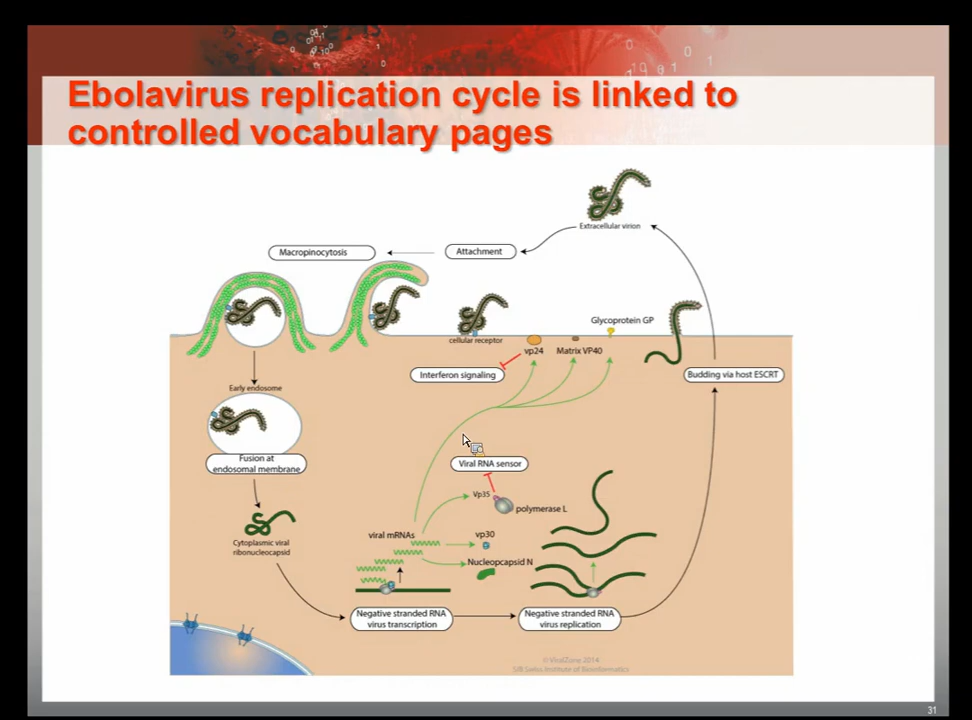 Ebolavirus replication cycle is linked to
controlled vocabulary pages
Extracellular virion
Macropinocytosis
Attachment
Glycoprotein GP
cellular receptor
vp24
Matrix VP40
Interferon signaling
Budding via host ESCRT
Early endosome
Fusion at
endosomal membrane
Viral RNA sensor
Vp35
polymerase L
Cytoplasmic viral
ribonucleocapsid
viral mRNAs
vp30
Nucleopcapsid N
Negative stranded RNA
virus transcription
Negative stranded RNA
virus replication
© ViralZone 2014
SIB Swiss Institute of Bioinformatics
31